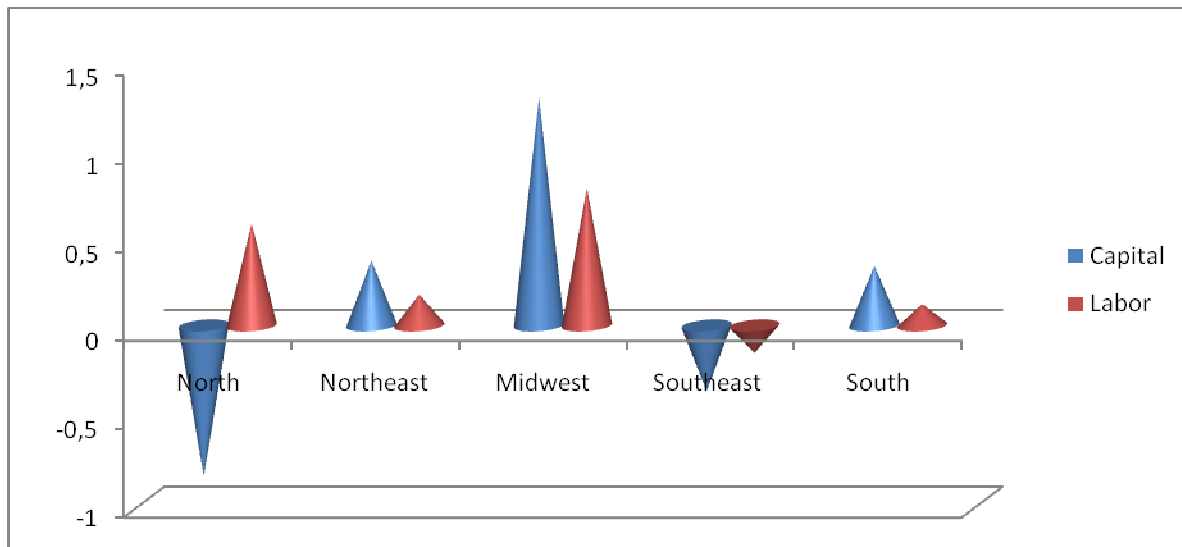 1,5
1
0,5
0
-0,5
-1
North
Northeast
Midwest
Southeast
South
Capital
Labor